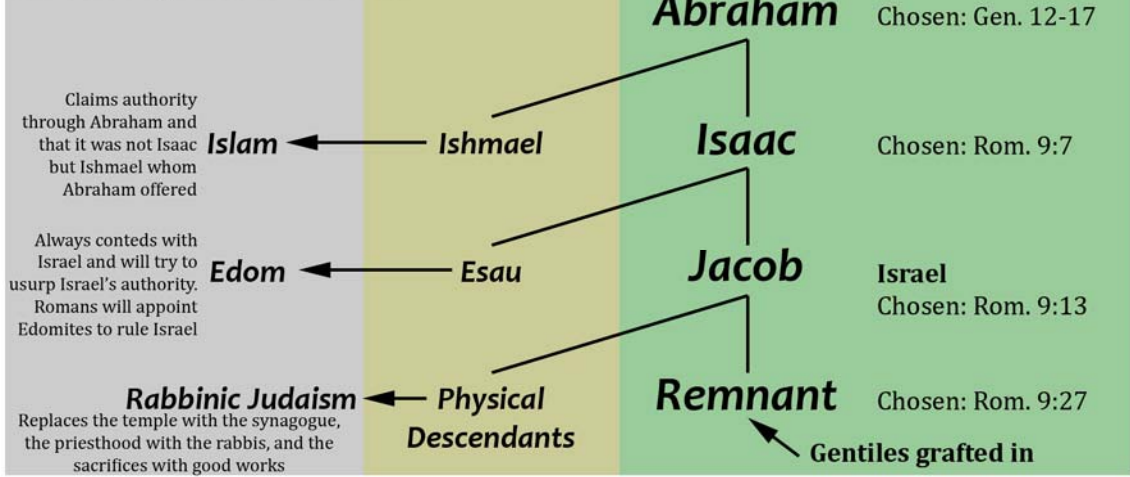 Abraham
Chosen: Gen. 12-17
Claims authority
through Abraham and
that it was not Isaac
but Ishmael whom
Abraham offered
Islam
Ishmael
Isaac
Chosen: Rom. 9:7
Always conteds with
Israel and will try to
usurp Israel's authority.
Romans will appoint
Edomites to rule Israel
Edom
Esau
Jacob
Israel
Chosen: Rom. 9:13
Rabbinic Judaism
Replaces the temple with the synagogue,
the priesthood with the rabbis, and the
sacrifices with good works
Physical
Descendants
Remnant
Chosen: Rom. 9:27
Gentiles grafted in